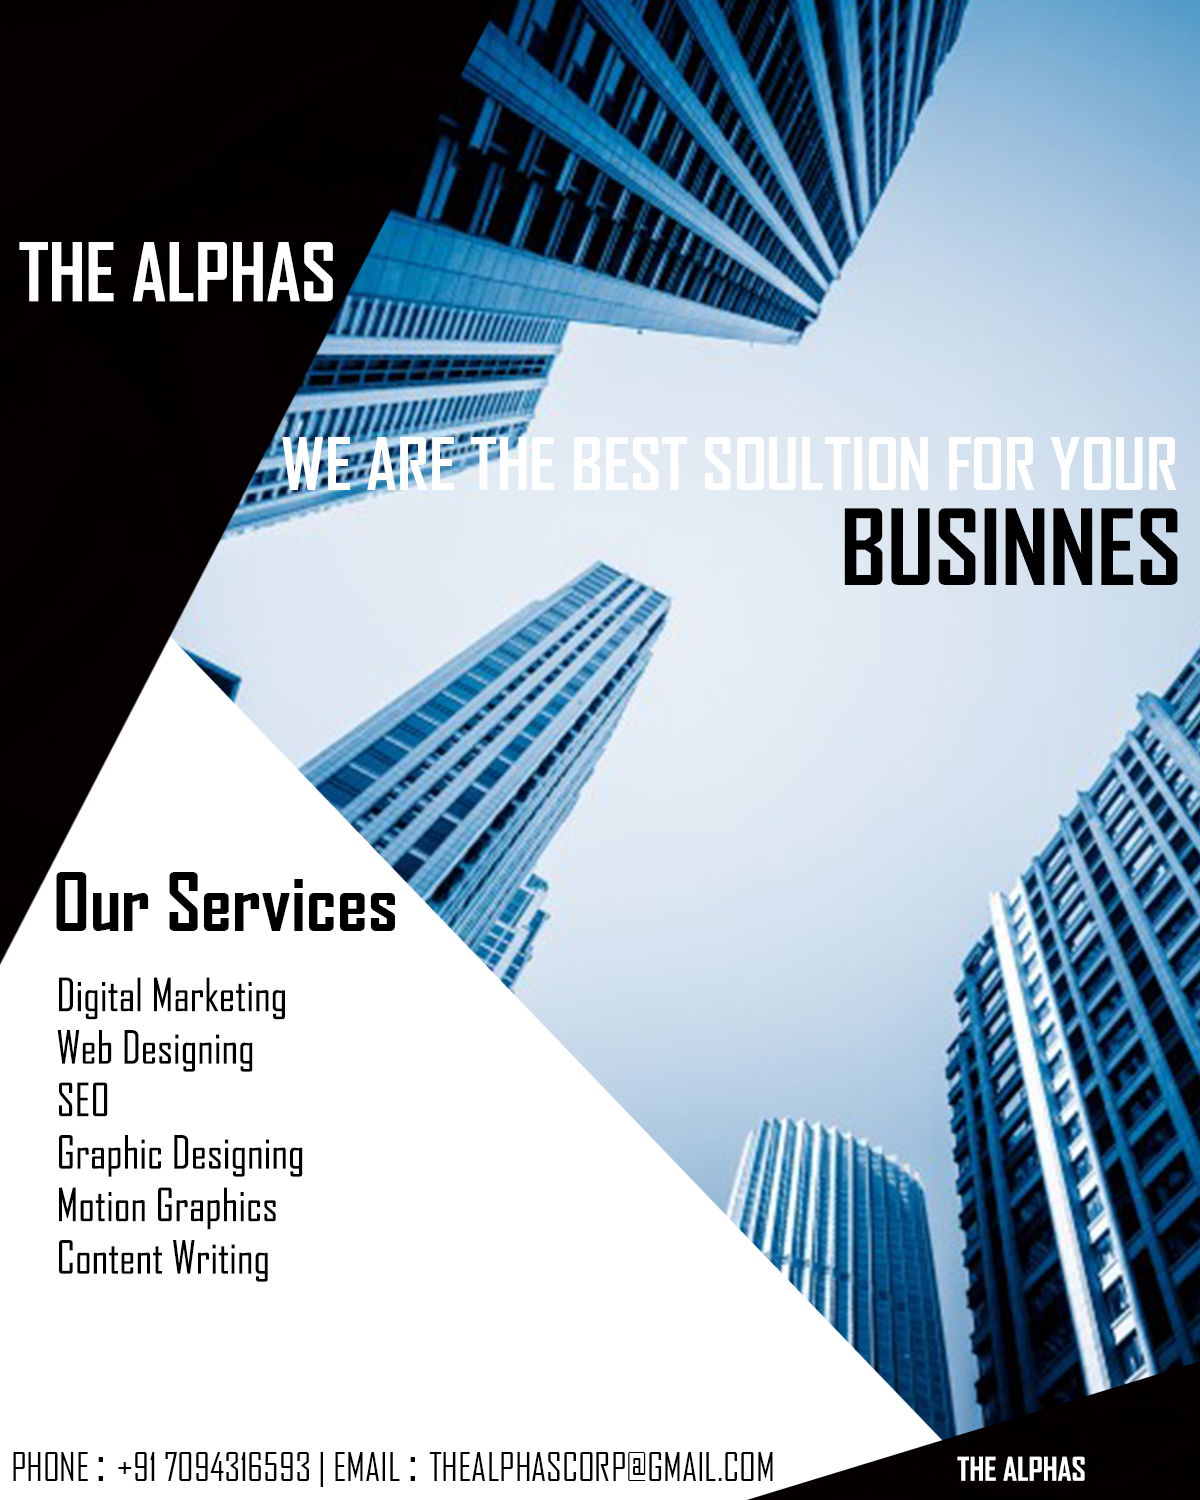 THE ALPHAS
WE ARE THE BEST SOULTION FOR YOUR
BUSINNES
Our Services
Digital Marketing
Web Designing
SEO
Graphic Designing
Motion Graphics
Content Writing
PHONE : +91 7094316593 | EMAIL : THEALPHASCORP@GMAIL.COM
THE ALPHAS